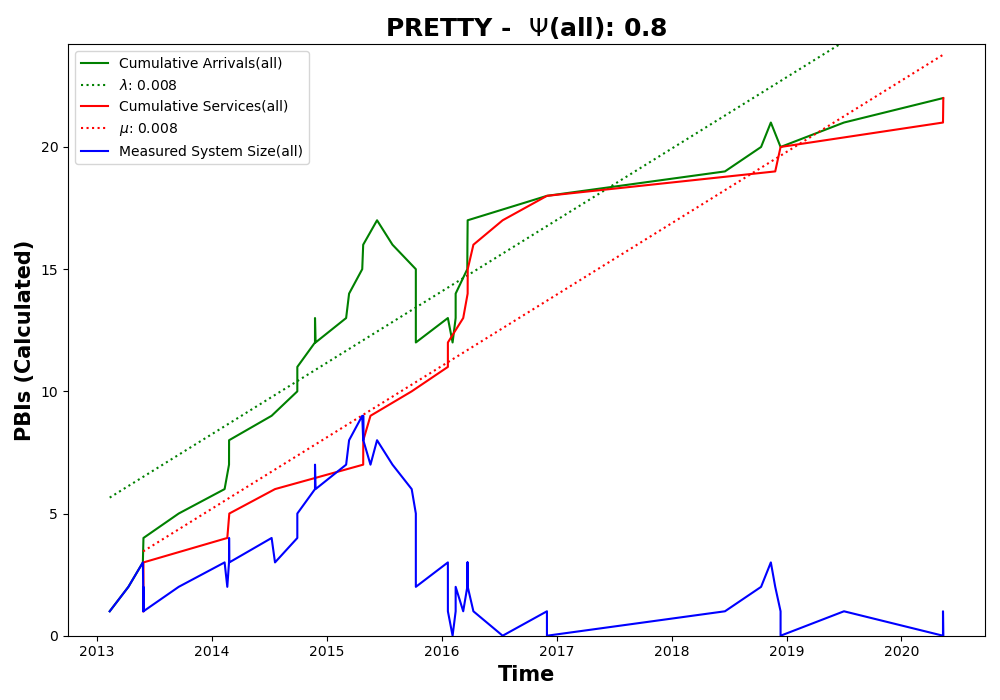 PRETTY - Ψ(all): 0.8
Cumulative Arrivals(all)
λ: 0.008
Cumulative Services(all)
μ: 0.008
Measured System Size(all)
PBIs (Calculated)
20
15
10
5
0
2013 2014 2015 2016 2017 2018 2019 2020
Time